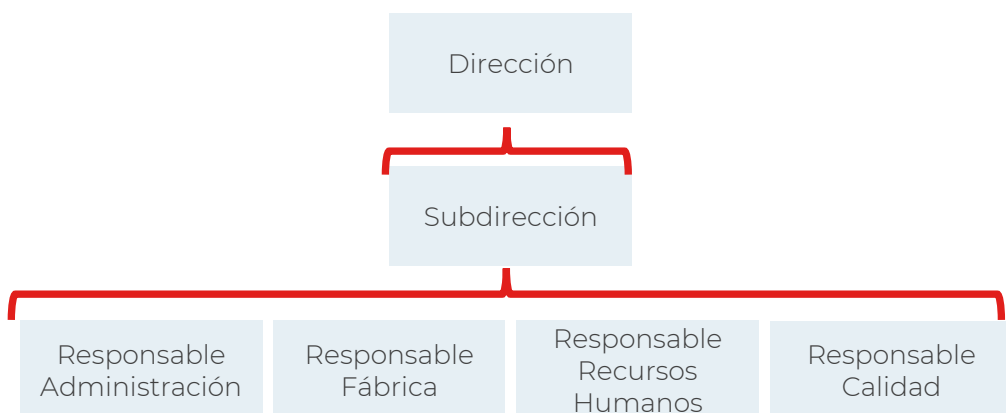 Dirección
Subdirección
Responsable
Administración
Responsable
Fábrica
Responsable
Recursos
Humanos
Responsable
Calidad